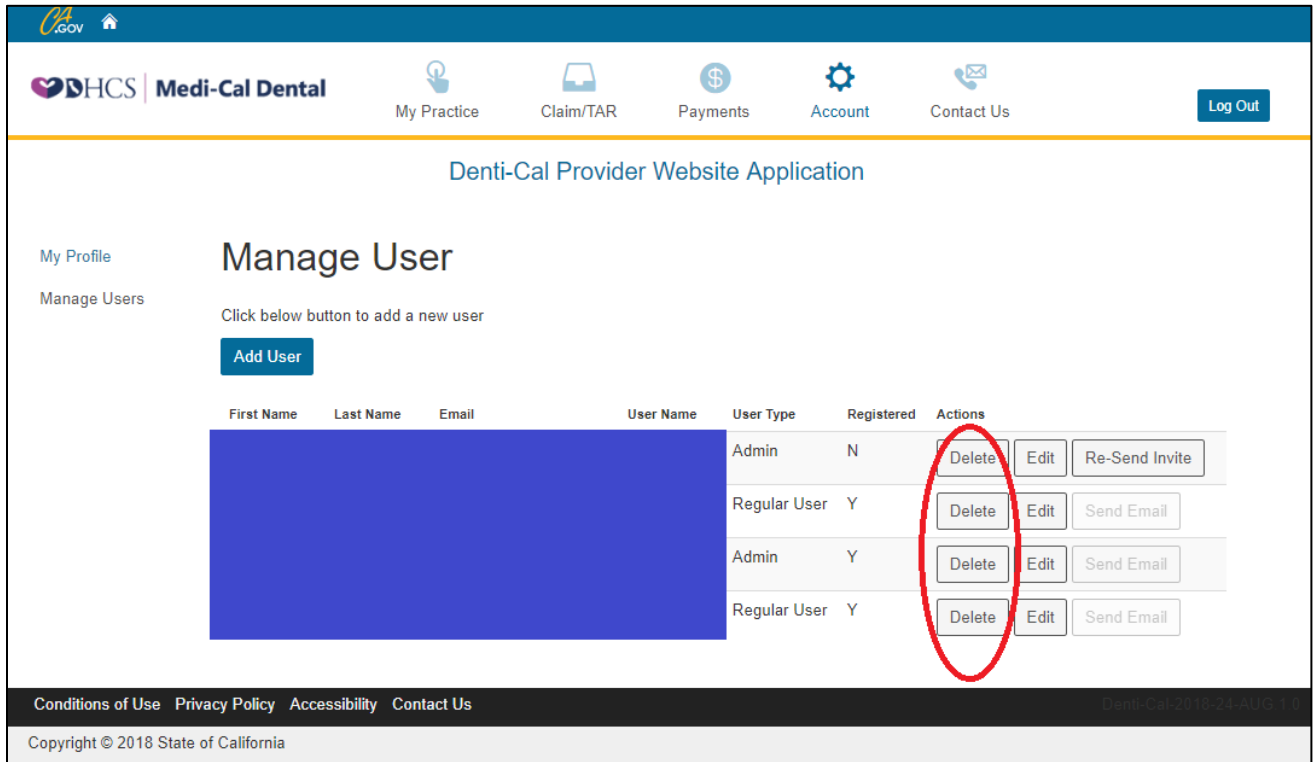 CA.GOV
DHCS | Medi-Cal Dental
My Practice
Claim/TAR
Payments
Account
Contact Us
Log Out
Denti-Cal Provider Website Application
My Profile
Manage Users
Manage User
Click below button to add a new user
Add User
First Name Last Name Email User Name User Type Registered Actions
Admin N Delete Edit Re-Send Invite
Regular User Y Delete Edit Send Email
Admin Y Delete Edit Send Email
Regular User Y Delete Edit Send Email
Conditions of Use Privacy Policy Accessibility Contact Us Denti-Cal-2018-24-AUG 1.0
Copyright © 2018 State of California